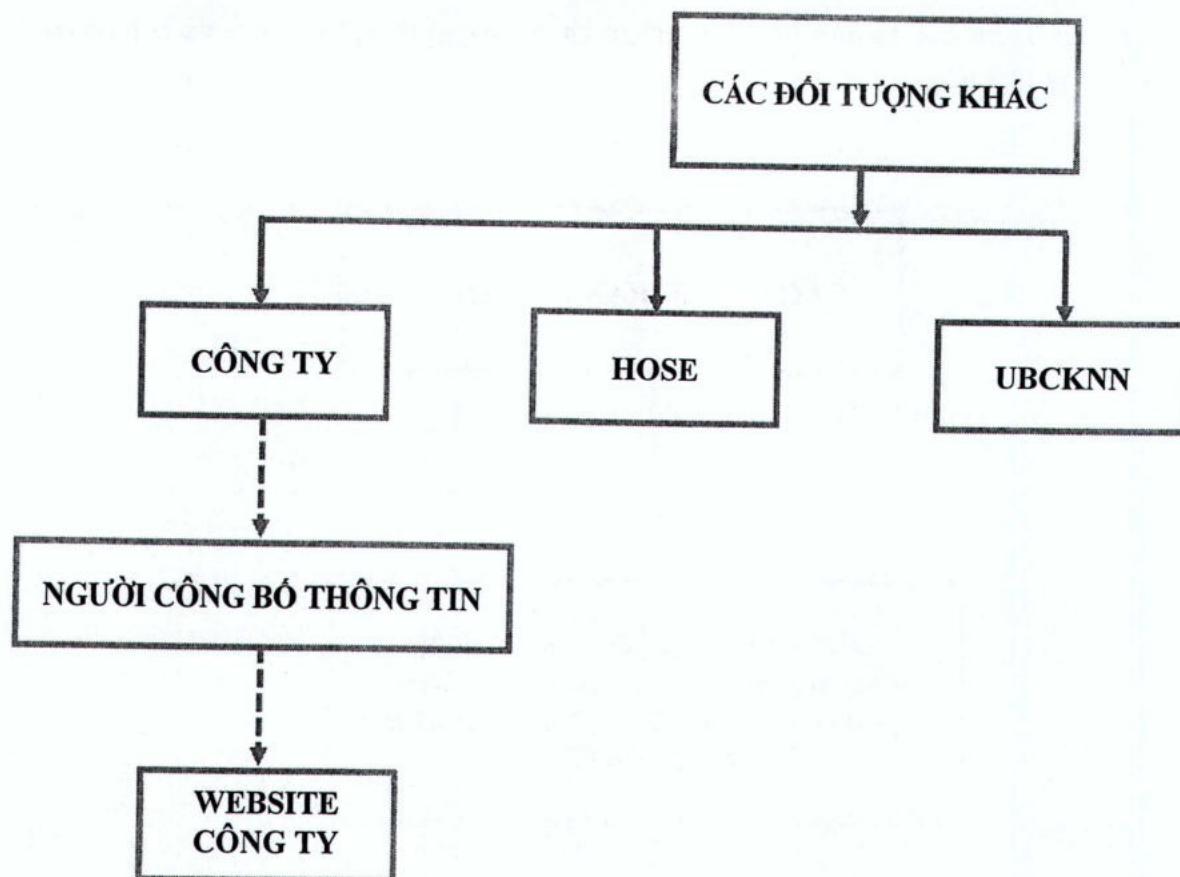 CÁC ĐỐI TƯỢNG KHÁC
CÔNG TY
HOSE
UBCKNN
NGƯỜI CÔNG BỐ THÔNG TIN
WEBSITE
CÔNG TY